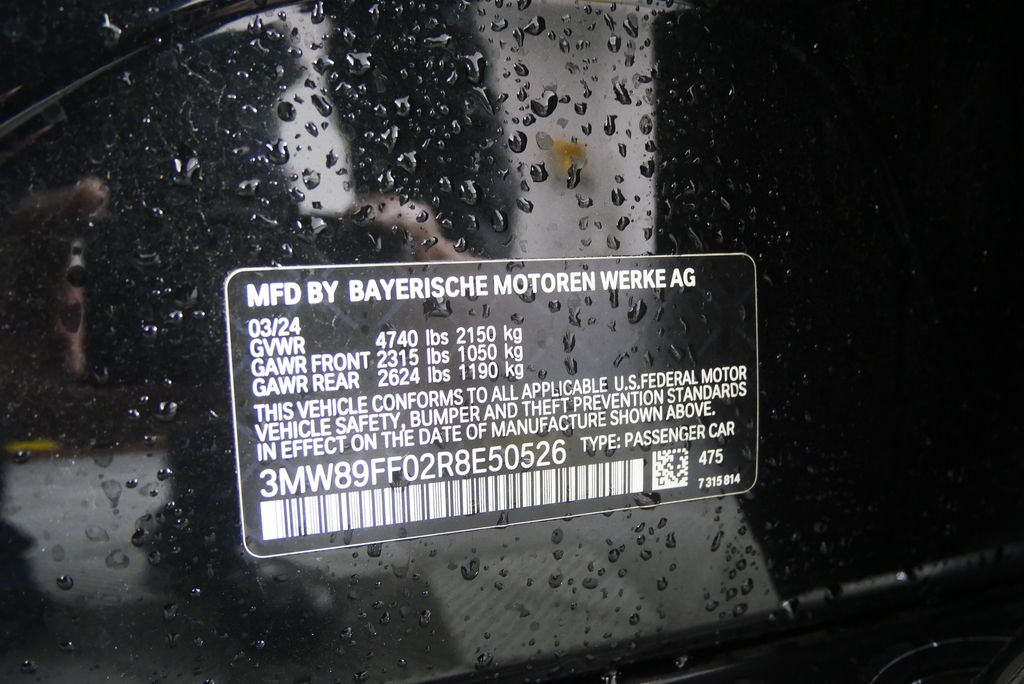 MFD BY BAYERISCHE MOTOREN WERKE AG
03/24
GVWR 4740 lbs 2150 kg
GAWR FRONT 2315 lbs 1050 kg
GAWR REAR 2624 lbs 1190 kg
THIS VEHICLE CONFORMS TO ALL APPLICABLE U.S.FEDERAL MOTOR
VEHICLE SAFETY, BUMPER AND THEFT PREVENTION STANDARDS
IN EFFECT ON THE DATE OF MANUFACTURE SHOWN ABOVE.
3MW89FF02R8E50526 TYPE: PASSENGER CAR
475
7 315 814